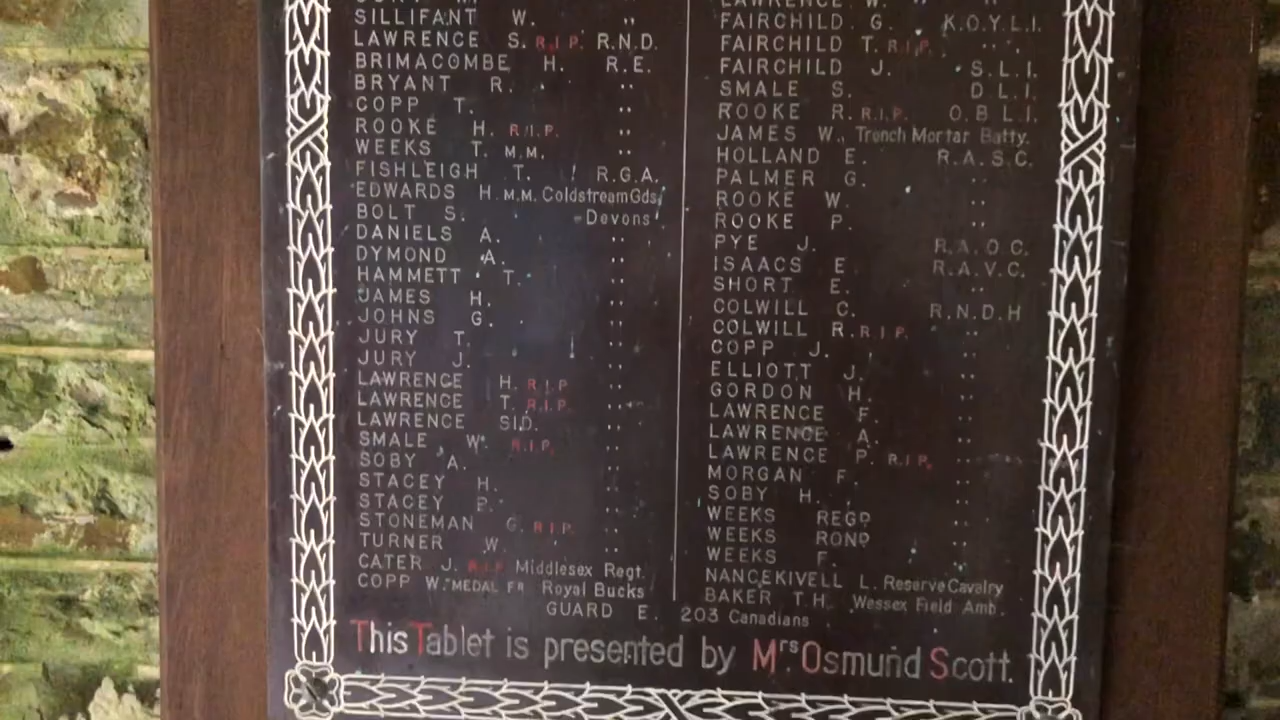 SILLIFANT W. "
LAWRENCE S. R.I.P. R.N.D.
BRIMACOMBE H. R.E.
BRYANT R. "
COPP T. "
ROOKE H. R.I.P. "
WEEKS T. M.M. "
FISHLEIGH T. R.G.A.
EDWARDS H. M.M. Coldstream Gds.
BOLT S. Devons
DANIELS A. "
DYMOND A. "
HAMMETT T. "
JAMES H. "
JOHNS G. "
JURY T. "
JURY J. "
LAWRENCE H. R.I.P. "
LAWRENCE T. R.I.P. "
LAWRENCE SID. "
SMALE W. R.I.P. "
SOBY A. "
STACEY H. "
STACEY P. "
STONEMAN G. R.I.P. "
TURNER W. "
CATER J. R.I.P. Middlesex Regt.
COPP W. MEDAL FR Royal Bucks
LAWRENCE W. " "
FAIRCHILD G. K.O.Y.L.I.
FAIRCHILD T. R.I.P. "
FAIRCHILD J. S.L.I.
SMALE S. D.L.I.
ROOKE R. R.I.P. O.B.L.I.
JAMES W. Trench Mortar Batty.
HOLLAND E. R.A.S.C.
PALMER G. "
ROOKE W. "
ROOKE P. "
PYE J. R.A.O.C.
ISAACS E. R.A.V.C.
SHORT E. "
COLWILL C. R.N.D.H
COLWILL R. R.I.P. "
COPP J. "
ELLIOTT J. "
GORDON H. "
LAWRENCE F. "
LAWRENCE A. "
LAWRENCE P. R.I.P. "
MORGAN F. "
SOBY H. "
WEEKS REGD "
WEEKS ROND "
WEEKS F. "
NANCEKIVELL L. Reserve Cavalry
BAKER T.H. Wessex Field Amb.
GUARD E. 203 Canadians
This Tablet is presented by Mrs. Osmund Scott.